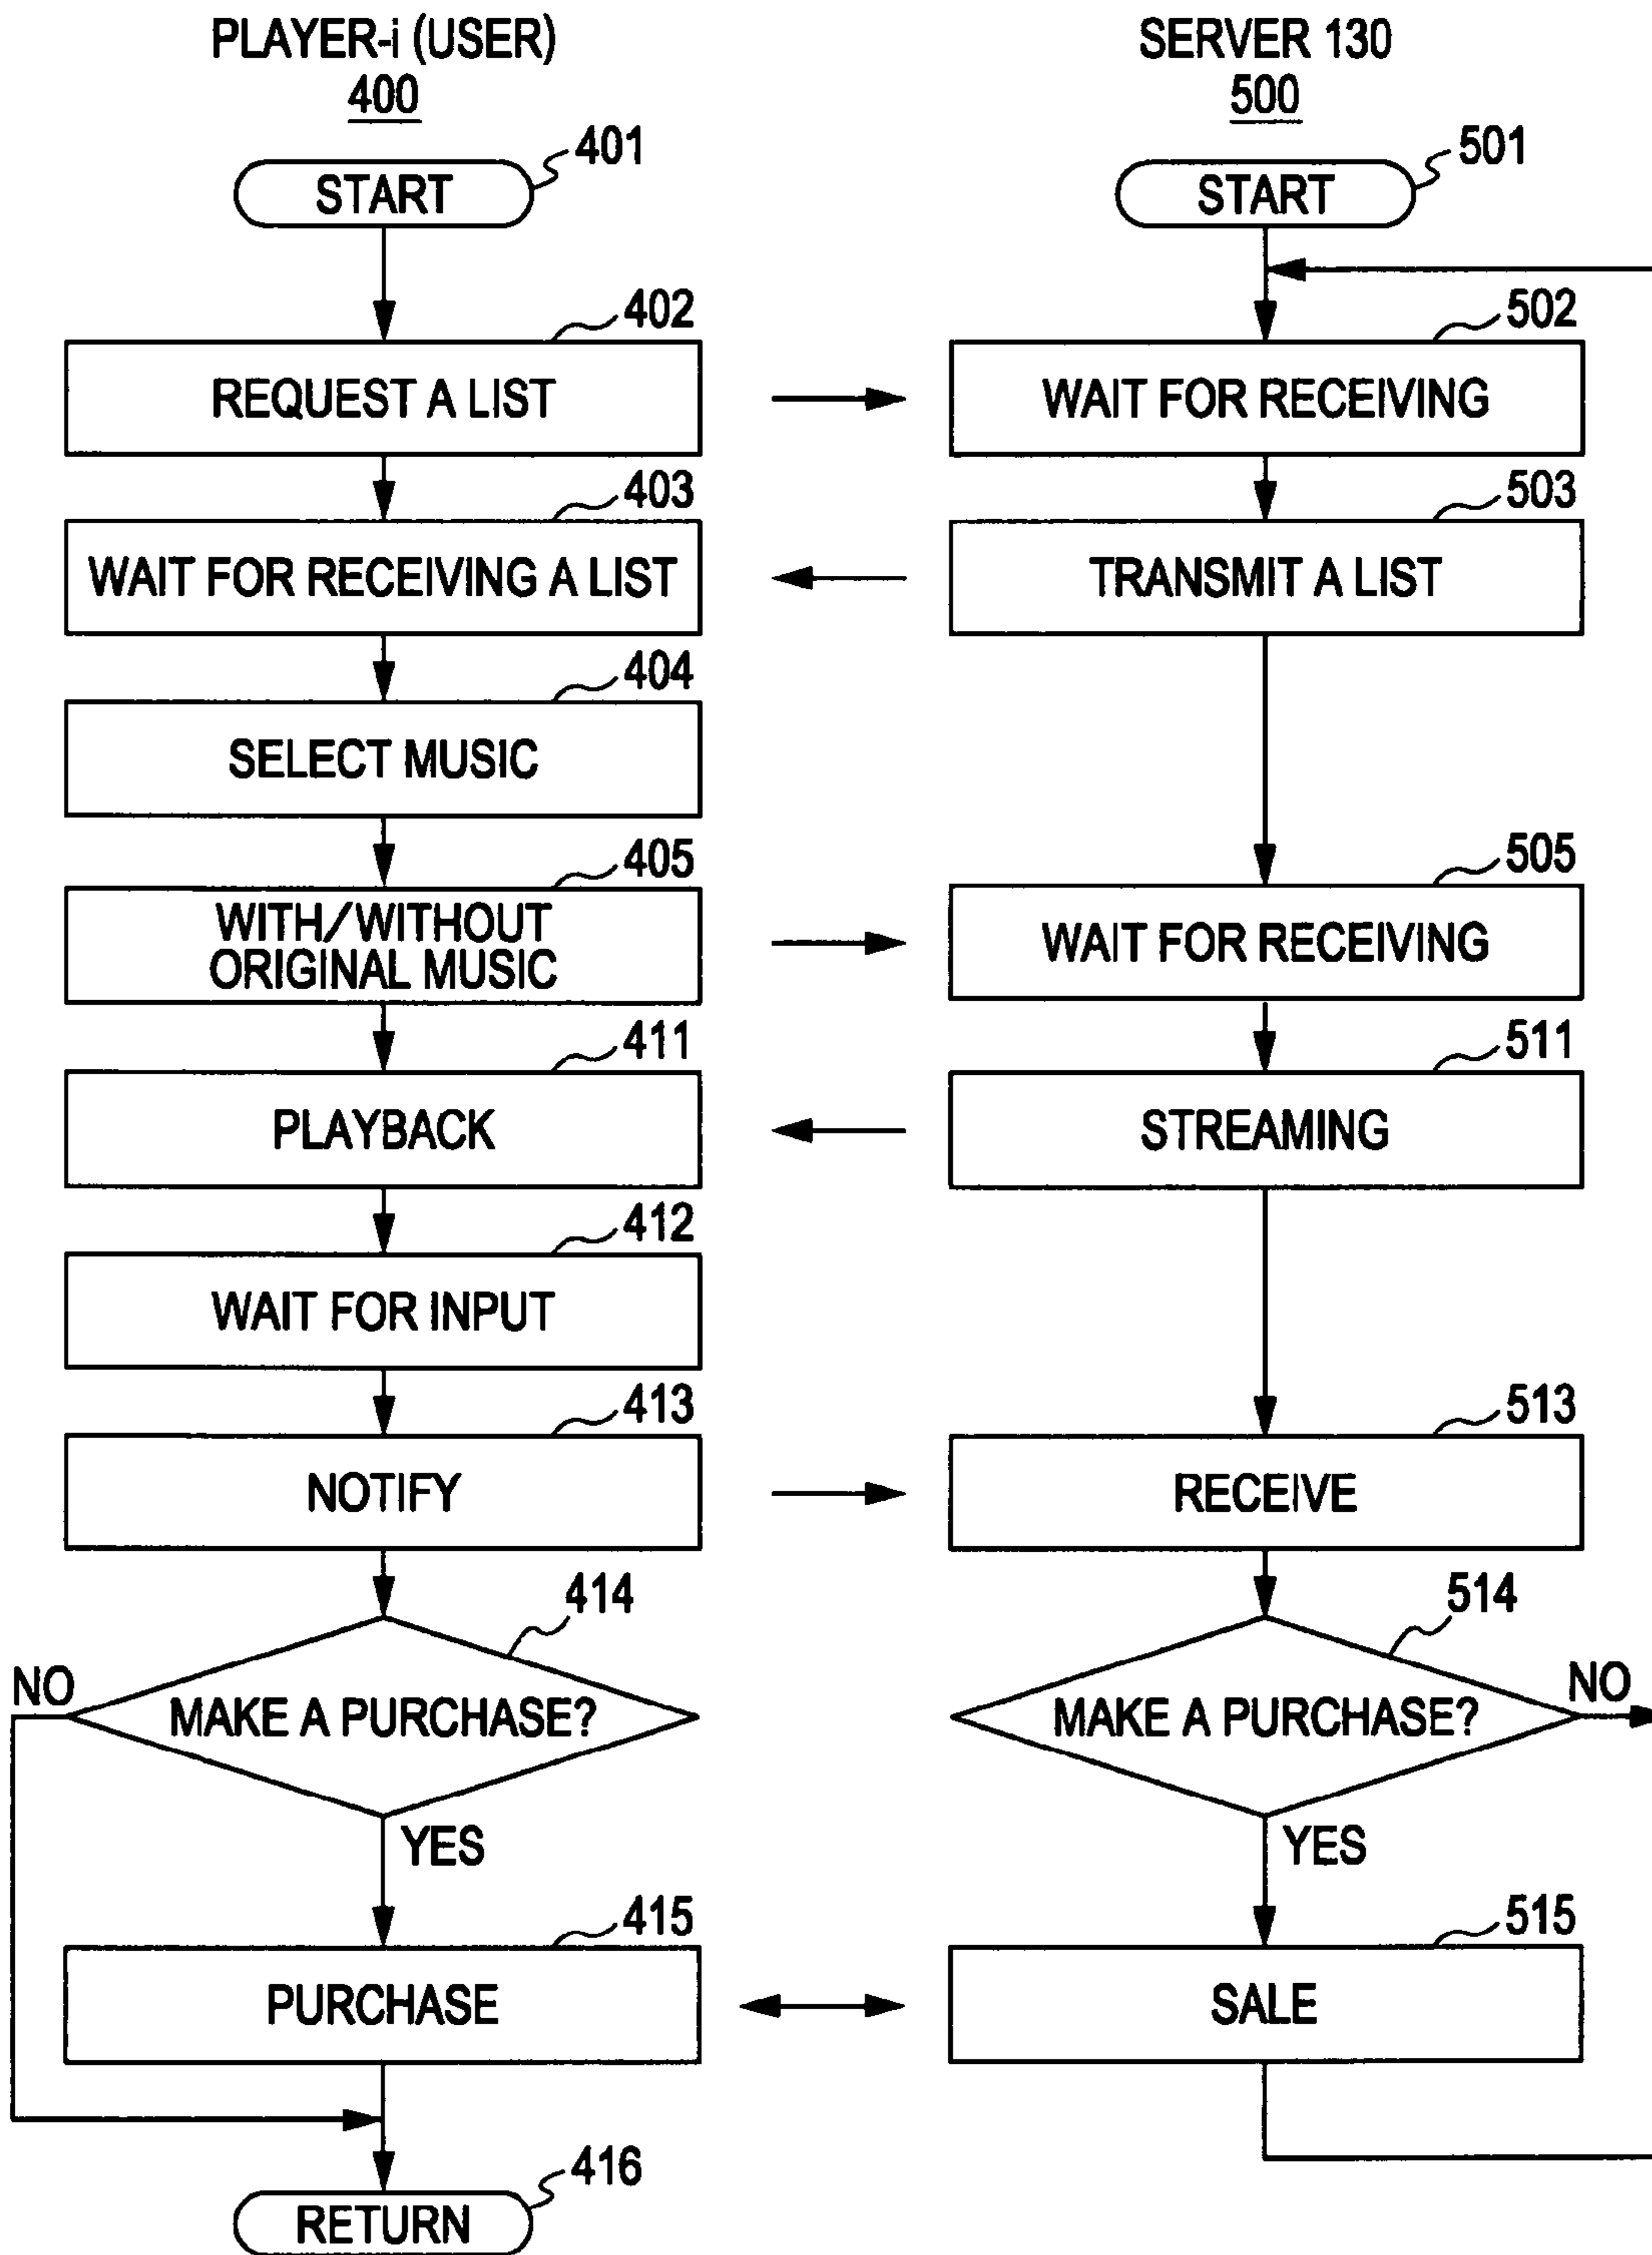 PLAYER-i (USER)
400
401
START
402
REQUEST A LIST
403
WAIT FOR RECEIVING A LIST
404
SELECT MUSIC
405
WITH/WITHOUT
ORIGINAL MUSIC
411
PLAYBACK
412
WAIT FOR INPUT
413
NOTIFY
414
MAKE A PURCHASE?
NO
YES
415
PURCHASE
416
RETURN
SERVER 130
500
501
START
502
WAIT FOR RECEIVING
503
TRANSMIT A LIST
505
WAIT FOR RECEIVING
511
STREAMING
513
RECEIVE
514
MAKE A PURCHASE?
NO
YES
515
SALE